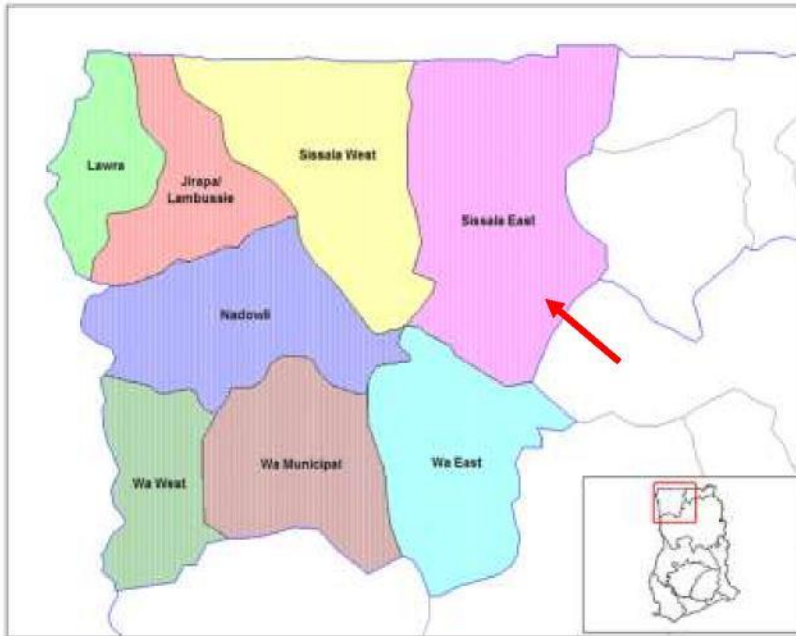 Sissala West
Lawra
Jirapa/
Lambussie
Sissala East
Nadowli
Wa Municipal
Wa East
Wa West